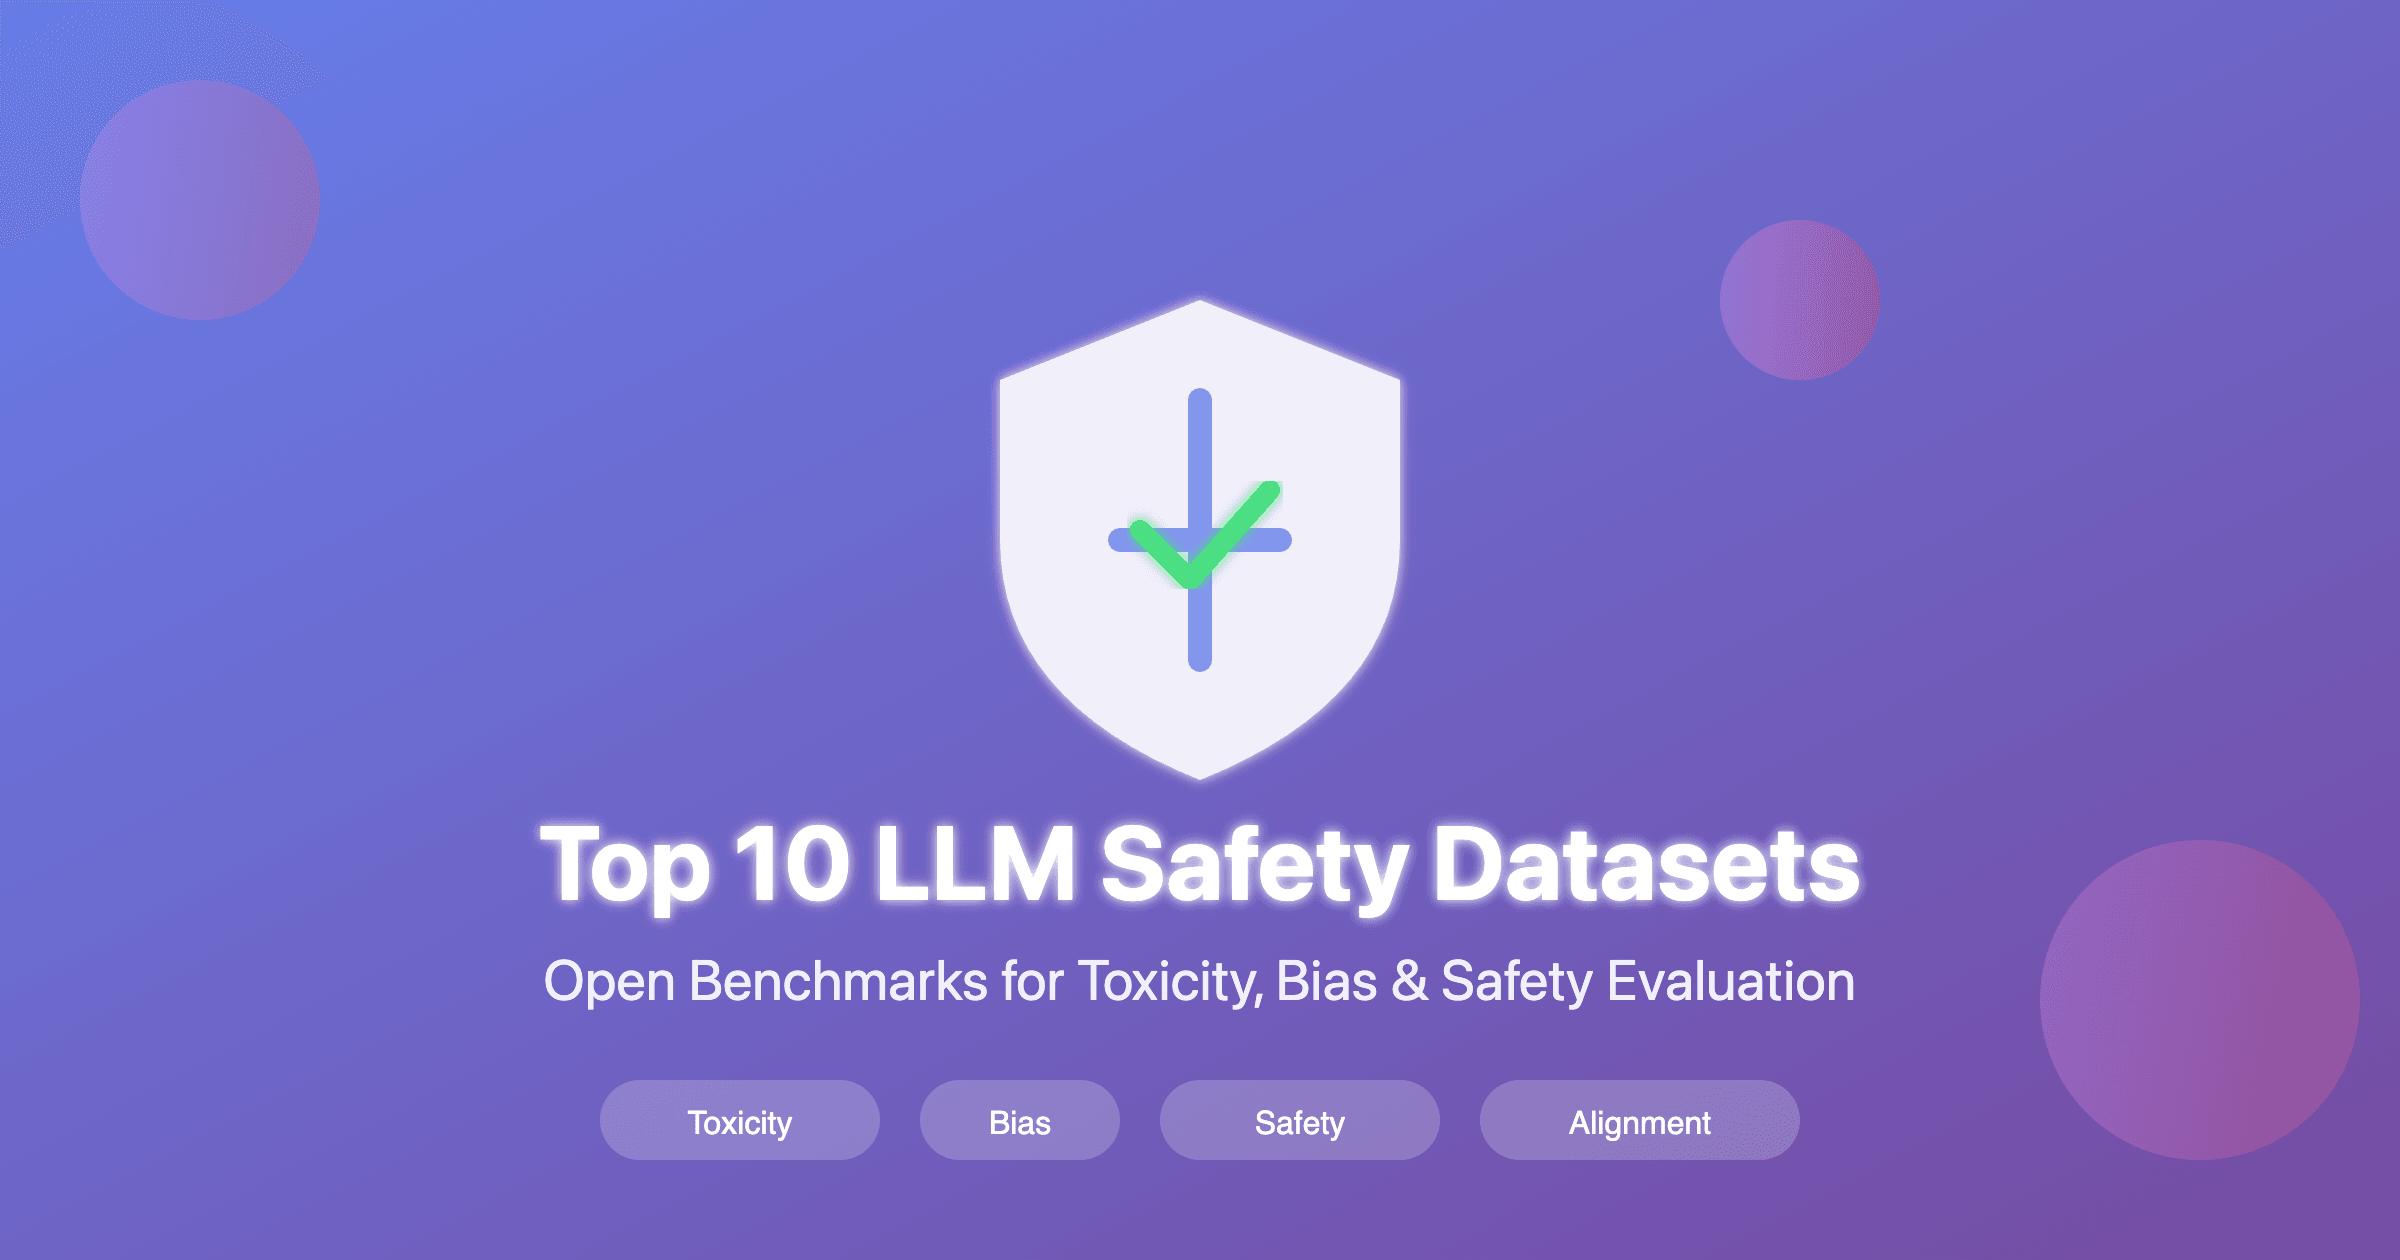 Top 10 LLM Safety Datasets
Open Benchmarks for Toxicity, Bias & Safety Evaluation
Toxicity Bias Safety Alignment